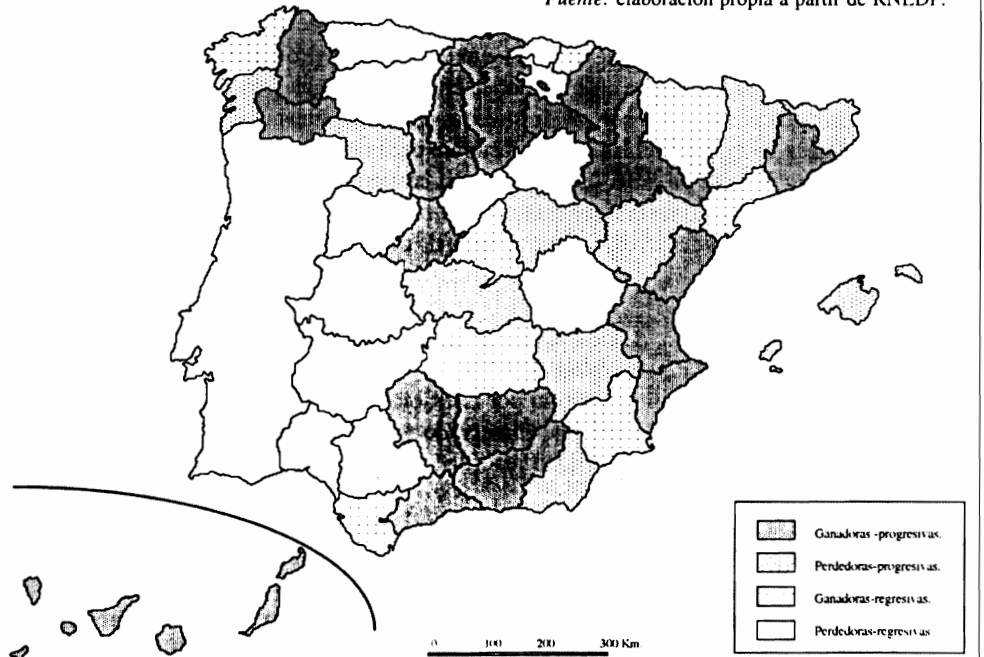 Fuente: elaboración propia a partir de RNEDP.
Ganadoras -progresivas.
Perdedoras-progresivas.
Ganadoras-regresivas.
Perdedoras-regresivas
0 100 200 300 Km.